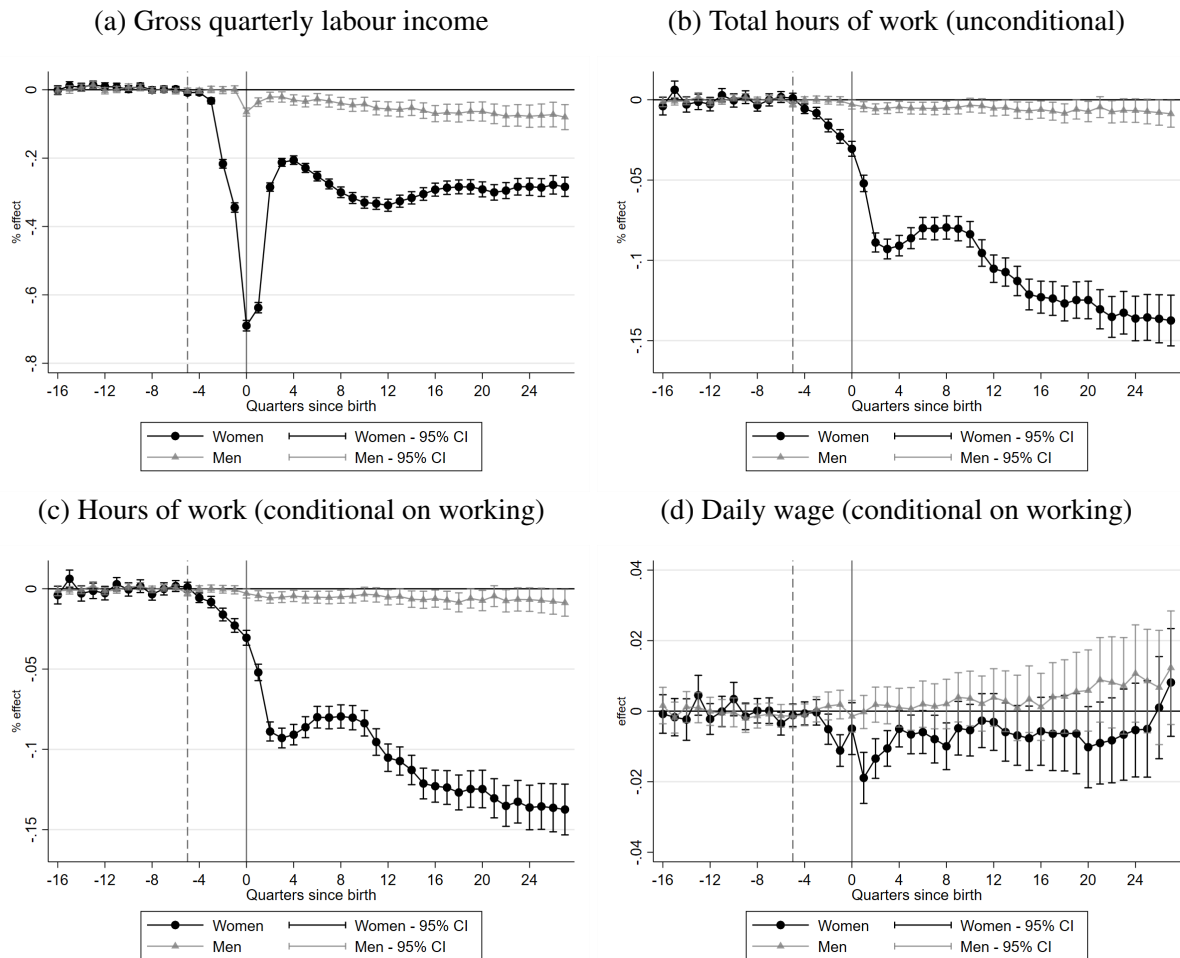 (a) Gross quarterly labour income
% effect
0
-.2
-.4
-.6
-.8
-16 -12 -8 -4 0 4 8 12 16 20 24
Quarters since birth
Women Women - 95% CI
Men Men - 95% CI
(b) Total hours of work (unconditional)
% effect
0
-.05
-.1
-.15
-16 -12 -8 -4 0 4 8 12 16 20 24
Quarters since birth
Women Women - 95% CI
Men Men - 95% CI
(c) Hours of work (conditional on working)
% effect
0
-.05
-.1
-.15
-16 -12 -8 -4 0 4 8 12 16 20 24
Quarters since birth
Women Women - 95% CI
Men Men - 95% CI
(d) Daily wage (conditional on working)
effect
.04
.02
0
-.02
-.04
-16 -12 -8 -4 0 4 8 12 16 20 24
Quarters since birth
Women Women - 95% CI
Men Men - 95% CI